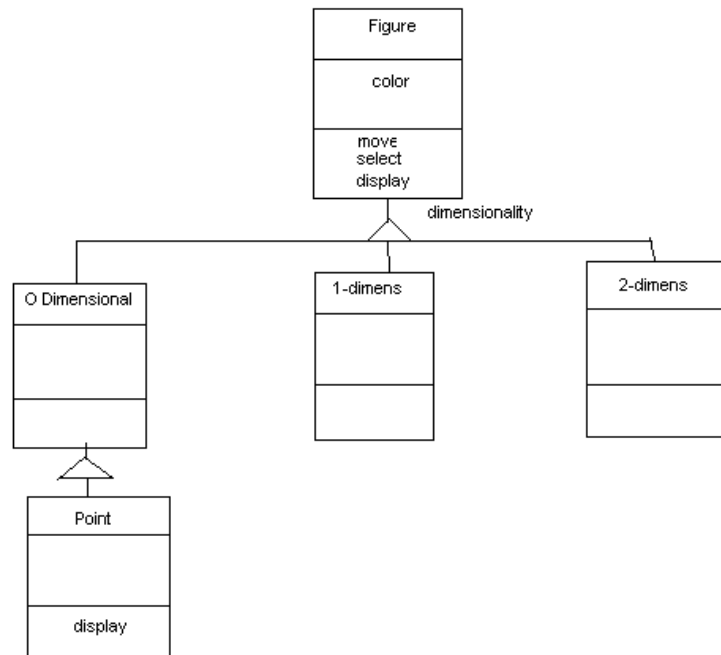 Figure
color
move
select
display
dimensionality
O Dimensional
1-dimens
2-dimens
Point
display